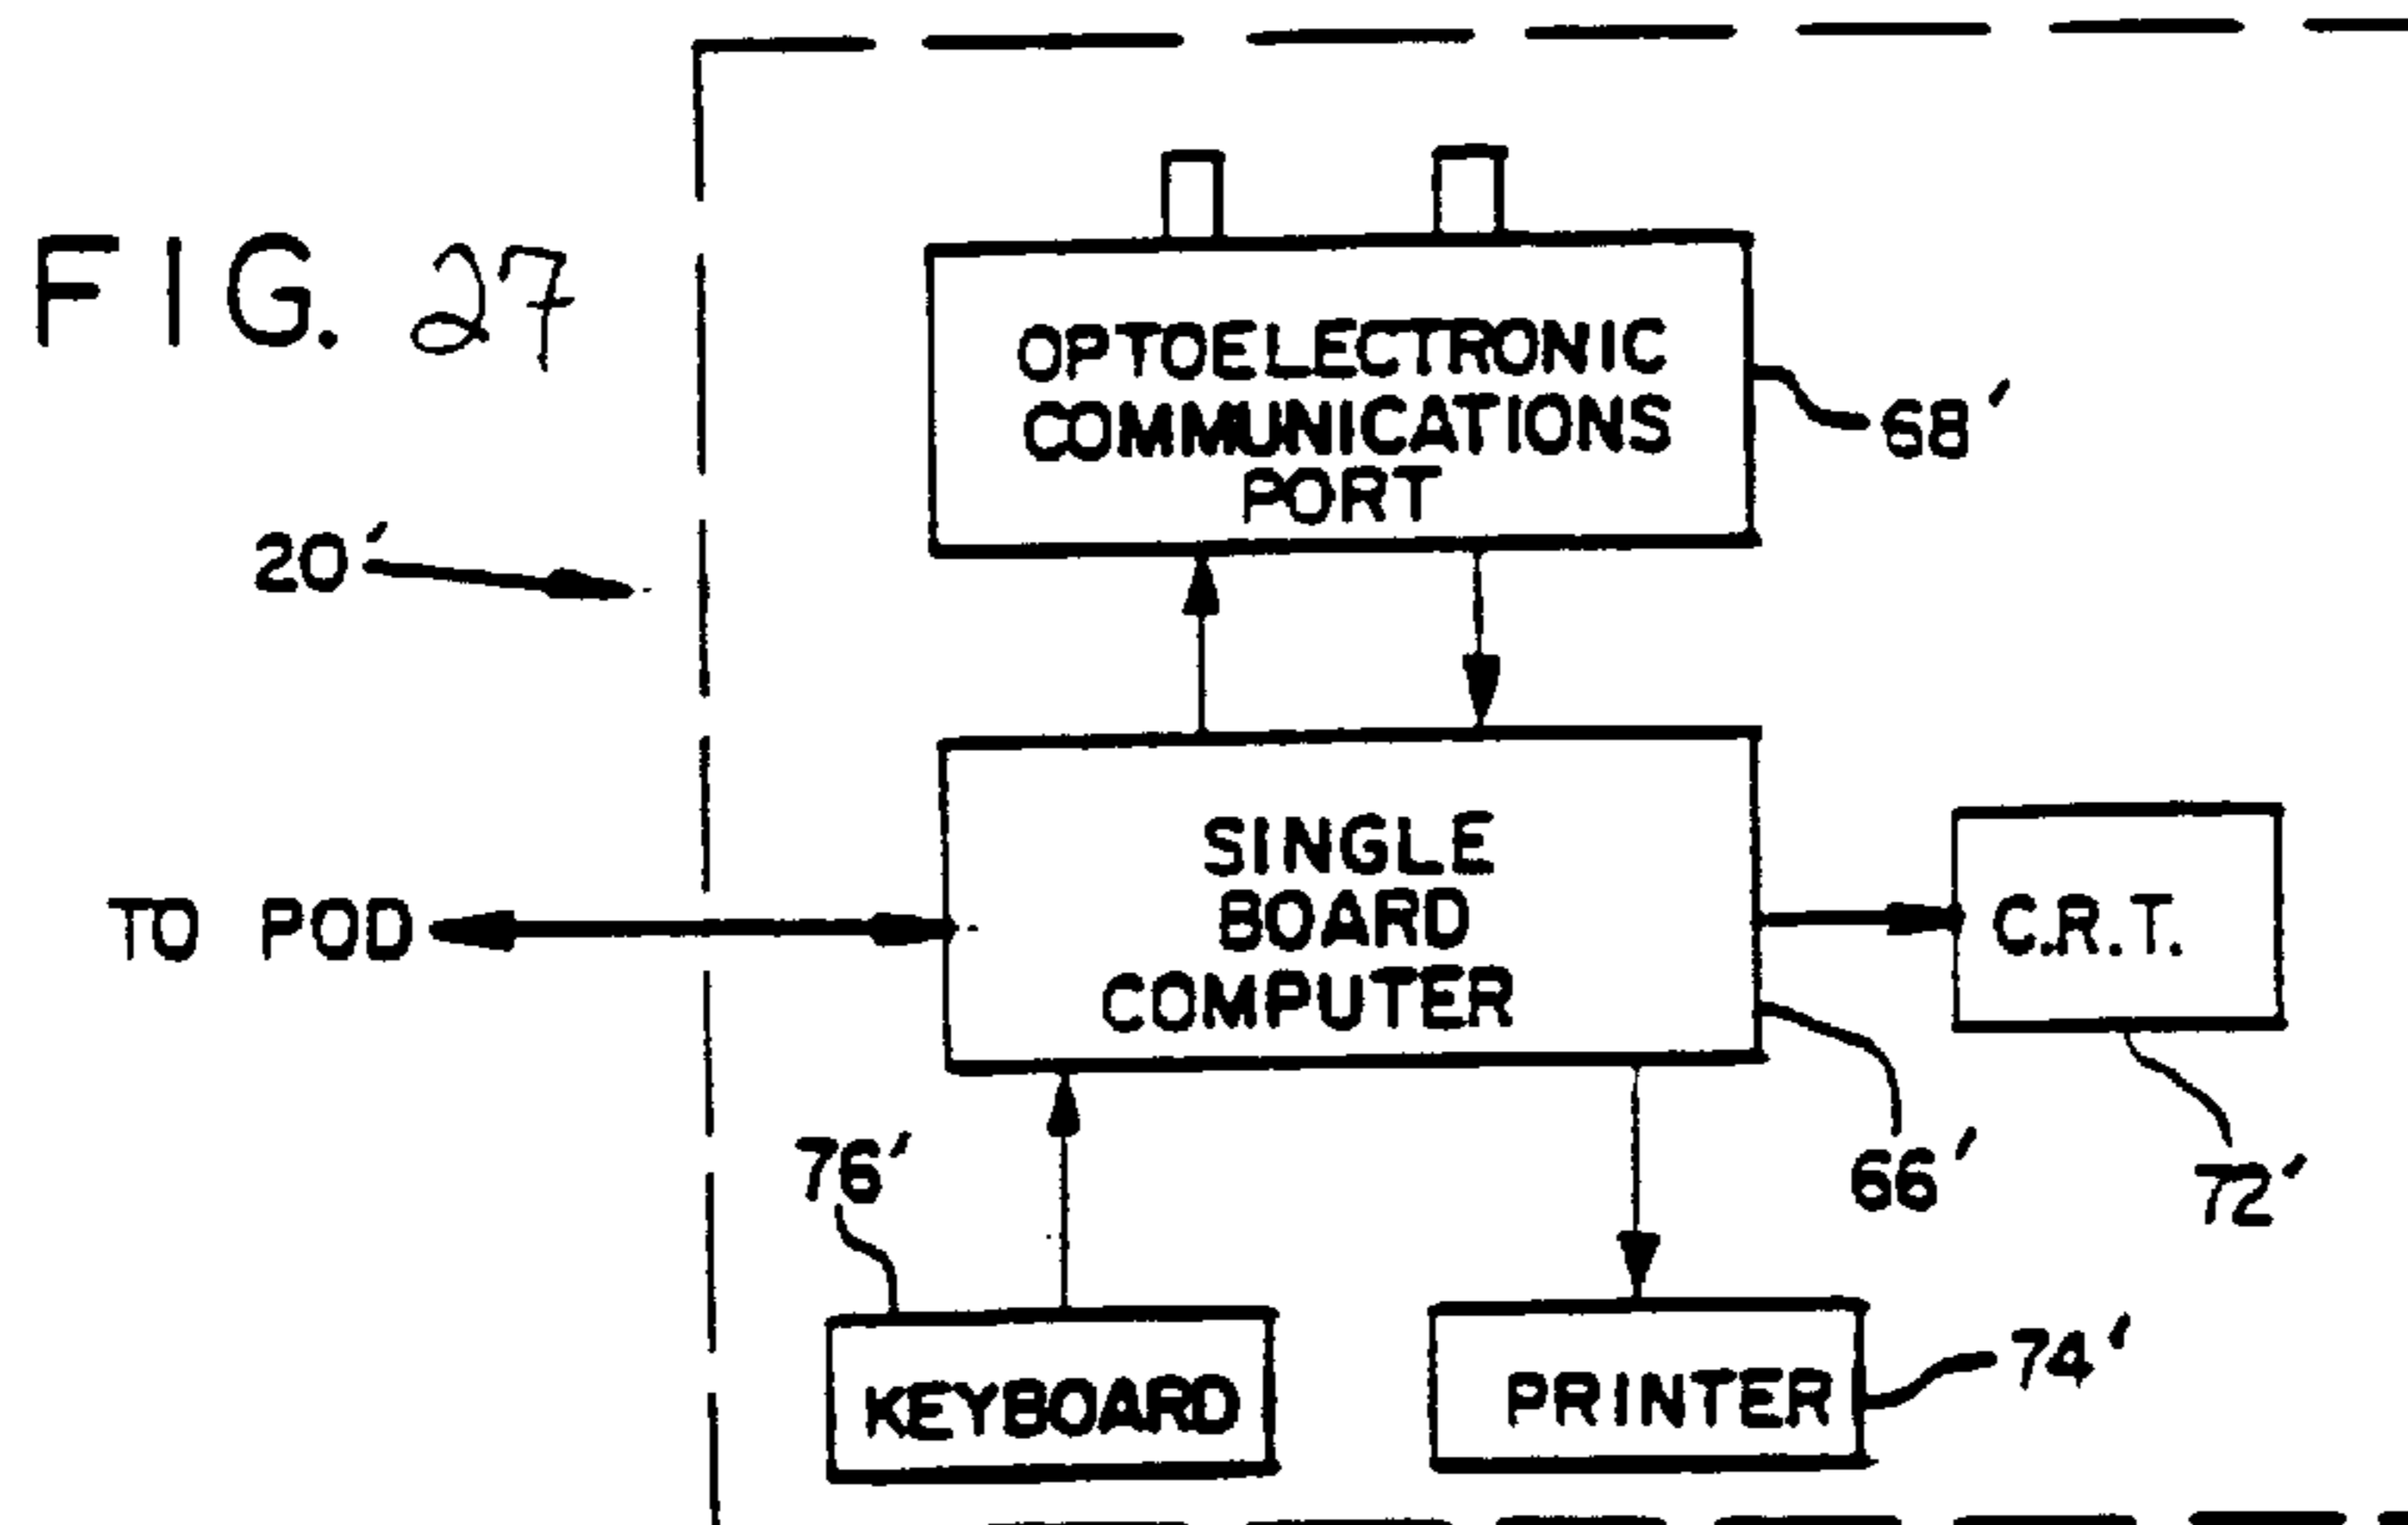 FIG. 27
OPTOELECTRONIC
COMMUNICATIONS
PORT
68'
20'
SINGLE
BOARD
COMPUTER
TO POD
C.R.T.
66'
72'
76'
KEYBOARD
PRINTER
74'